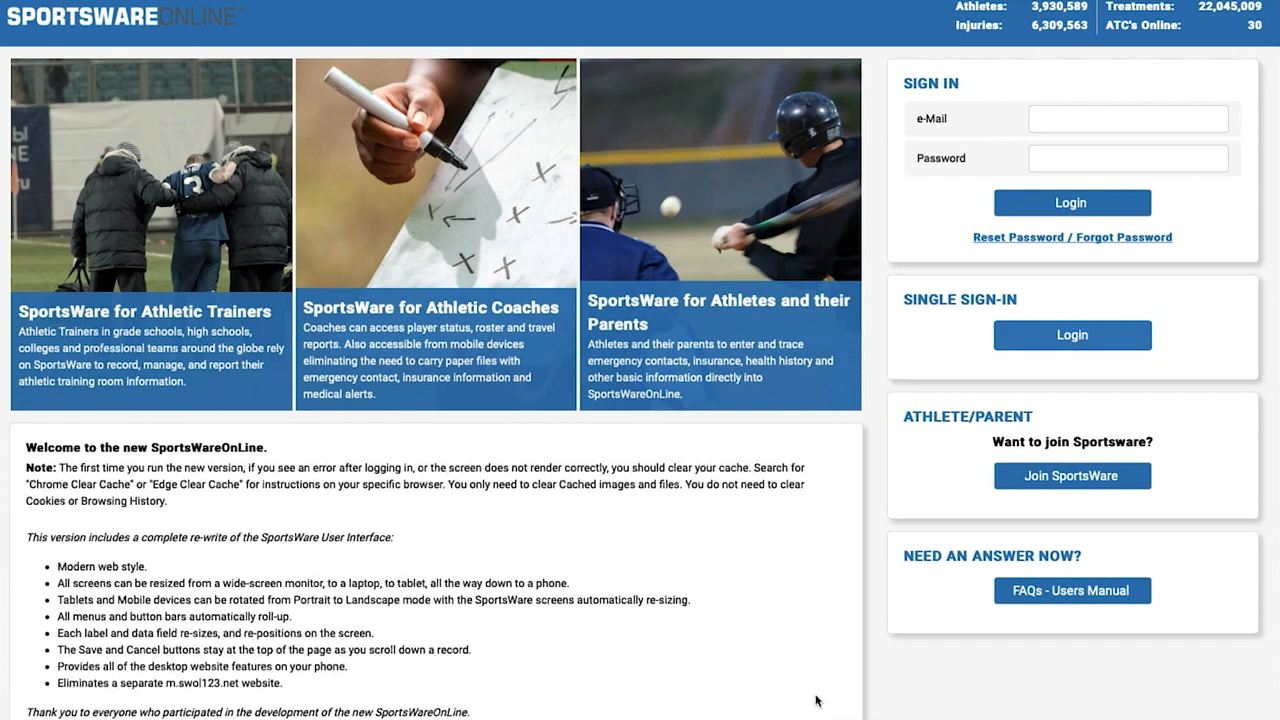 SPORTSWAREONLINE™
Athletes: 3,930,589
Treatments: 22,045,009
Injuries: 6,309,563
ATC's Online: 30
3
SportsWare for Athletic Trainers
Athletic Trainers in grade schools, high schools,
colleges and professional teams around the globe rely
on SportsWare to record, manage, and report their
athletic training room information.
SportsWare for Athletic Coaches
Coaches can access player status, roster and travel
reports. Also accessible from mobile devices
eliminating the need to carry paper files with
emergency contact, insurance information and
medical alerts.
SportsWare for Athletes and their
Parents
Athletes and their parents to enter and trace
emergency contacts, insurance, health history and
other basic information directly into
SportsWareOnLine.
SIGN IN
e-Mail
Password
Login
Reset Password / Forgot Password
SINGLE SIGN-IN
Login
ATHLETE/PARENT
Want to join Sportsware?
Join SportsWare
NEED AN ANSWER NOW?
FAQs - Users Manual
Welcome to the new SportsWareOnLine.
Note: The first time you run the new version, if you see an error after logging in, or the screen does not render correctly, you should clear your cache. Search for
"Chrome Clear Cache" or "Edge Clear Cache" for instructions on your specific browser. You only need to clear Cached images and files. You do not need to clear
Cookies or Browsing History.
This version includes a complete re-write of the SportsWare User Interface:
• Modern web style.
• All screens can be resized from a wide-screen monitor, to a laptop, to tablet, all the way down to a phone.
• Tablets and Mobile devices can be rotated from Portrait to Landscape mode with the SportsWare screens automatically re-sizing.
• All menus and button bars automatically roll-up.
• Each label and data field re-sizes, and re-positions on the screen.
• The Save and Cancel buttons stay at the top of the page as you scroll down a record.
• Provides all of the desktop website features on your phone.
• Eliminates a separate m.swol123.net website.
Thank you to everyone who participated in the development of the new SportsWareOnLine.